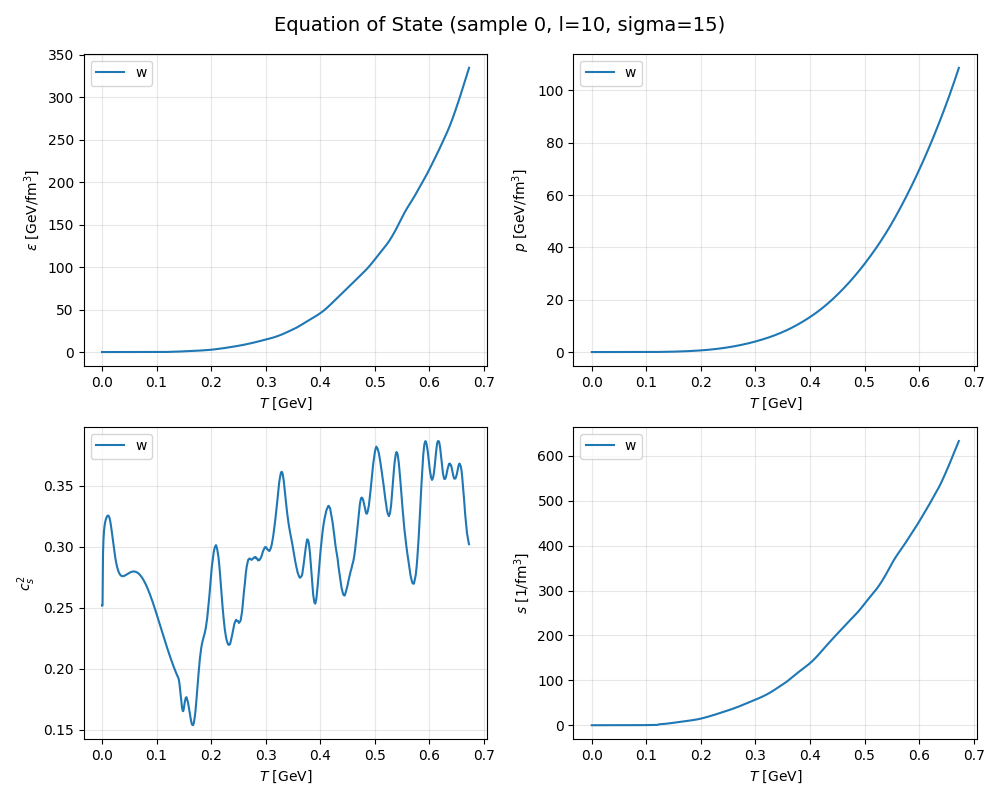 Equation of State (sample 0, l=10, sigma=15)
w
350
300
250
200
150
100
50
0
ε [GeV/fm³]
0.0 0.1 0.2 0.3 0.4 0.5 0.6 0.7
T [GeV]
w
100
80
60
40
20
0
p [GeV/fm³]
0.0 0.1 0.2 0.3 0.4 0.5 0.6 0.7
T [GeV]
w
0.35
0.30
0.25
0.20
0.15
c_s^2
0.0 0.1 0.2 0.3 0.4 0.5 0.6 0.7
T [GeV]
w
600
500
400
300
200
100
0
s [1/fm³]
0.0 0.1 0.2 0.3 0.4 0.5 0.6 0.7
T [GeV]